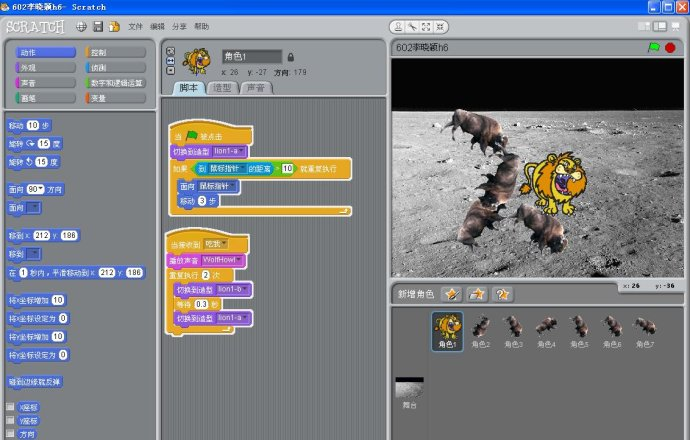 602李晓颖h6- Scratch
SCRATCH
文件 编辑 分享 帮助
动作 控制
外观 侦测
声音 数字和逻辑运算
画笔 变量
移动 10 步
旋转 15 度
旋转 15 度
面向 90 方向
面向
移到 x: 212 y: 186
移到
在 1 秒内，平滑移动到 x: 212 y: 186
将x坐标增加 10
将x坐标设定为 0
将y坐标增加 10
将y坐标设定为 0
碰到边缘就反弹
X座标
Y座标
方向
角色1
x: 26 y: -27 方向: 179
脚本 造型 声音
当 被点击
切换到造型 lion1-a
如果 到 鼠标指针 的距离 > 10 就重复执行
面向 鼠标指针
移动 3 步
当接收到 吃我
播放声音 WolfHowl
重复执行 2 次
切换到造型 lion1-b
等待 0.3 秒
切换到造型 lion1-a
602李晓颖h6
新增角色
x: 26 y: -36
角色1 角色2 角色3 角色4 角色5 角色6 角色7
舞台